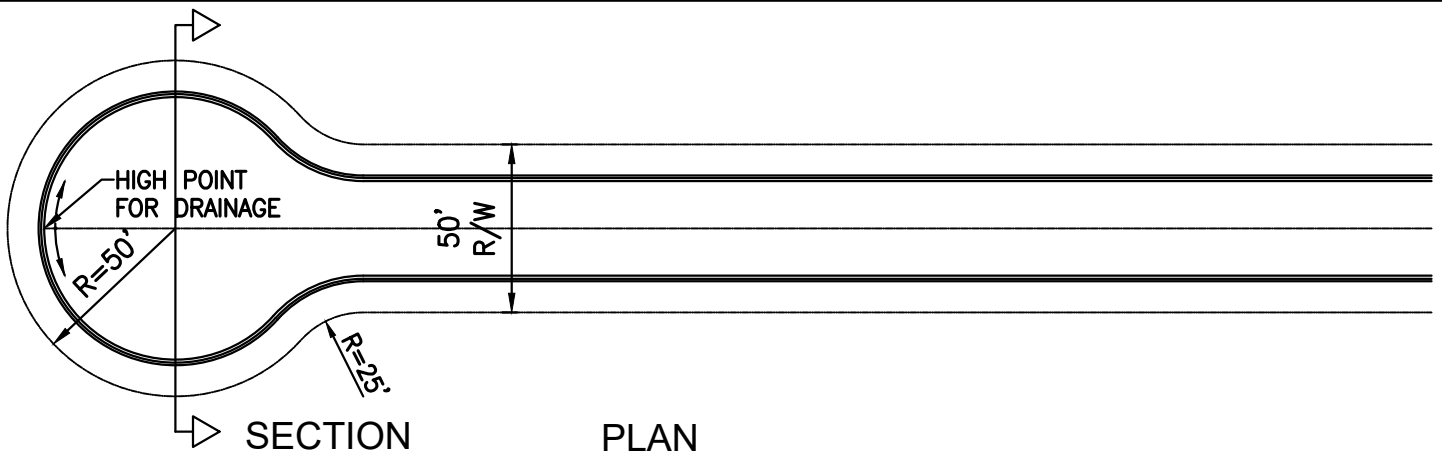 HIGH POINT
FOR DRAINAGE
R=50'
50'
R/W
R=25'
SECTION
PLAN